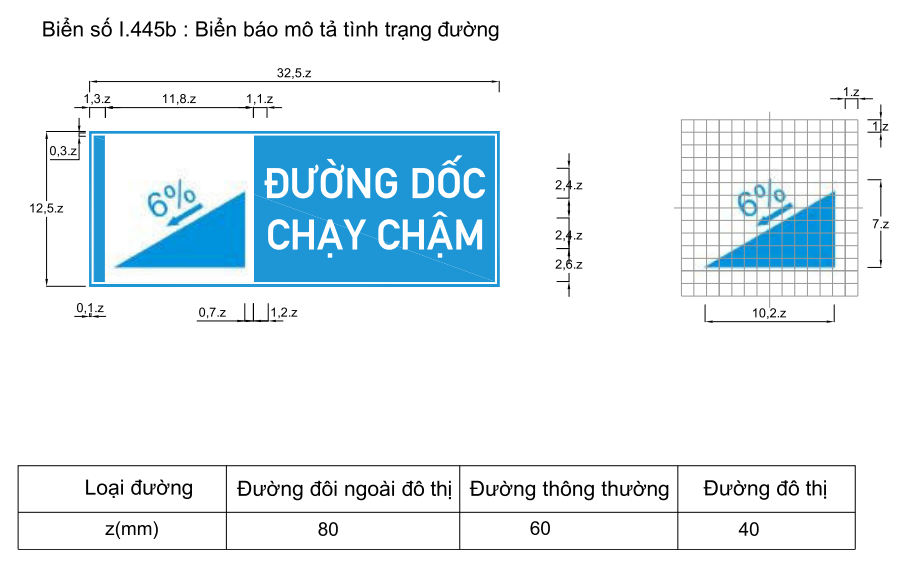 Biển số I.445b : Biển báo mô tả tình trạng đường
32,5.z
1,3.z
11,8.z
1,1.z
0,3.z
12,5.z
6%
ĐƯỜNG DỐC
CHẠY CHẬM
2,4.z
2,4.z
2,6.z
0,1.z
0,7.z
1,2.z
1.z
1.z
6%
7.z
10,2.z
Loại đường Đường đôi ngoài đô thị Đường thông thường Đường đô thị
z(mm) 80 60 40